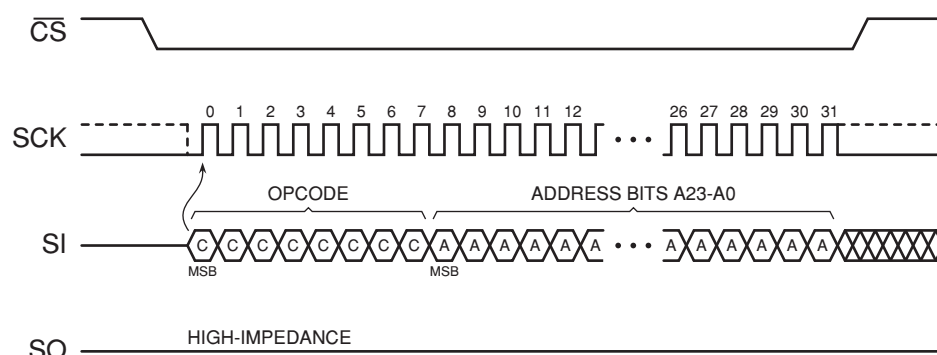 CS
0 1 2 3 4 5 6 7 8 9 10 11 12 26 27 28 29 30 31
SCK
OPCODE ADDRESS BITS A23-A0
SI C C C C C C C C A A A A A A A A A A A A
MSB MSB
HIGH-IMPEDANCE
SO